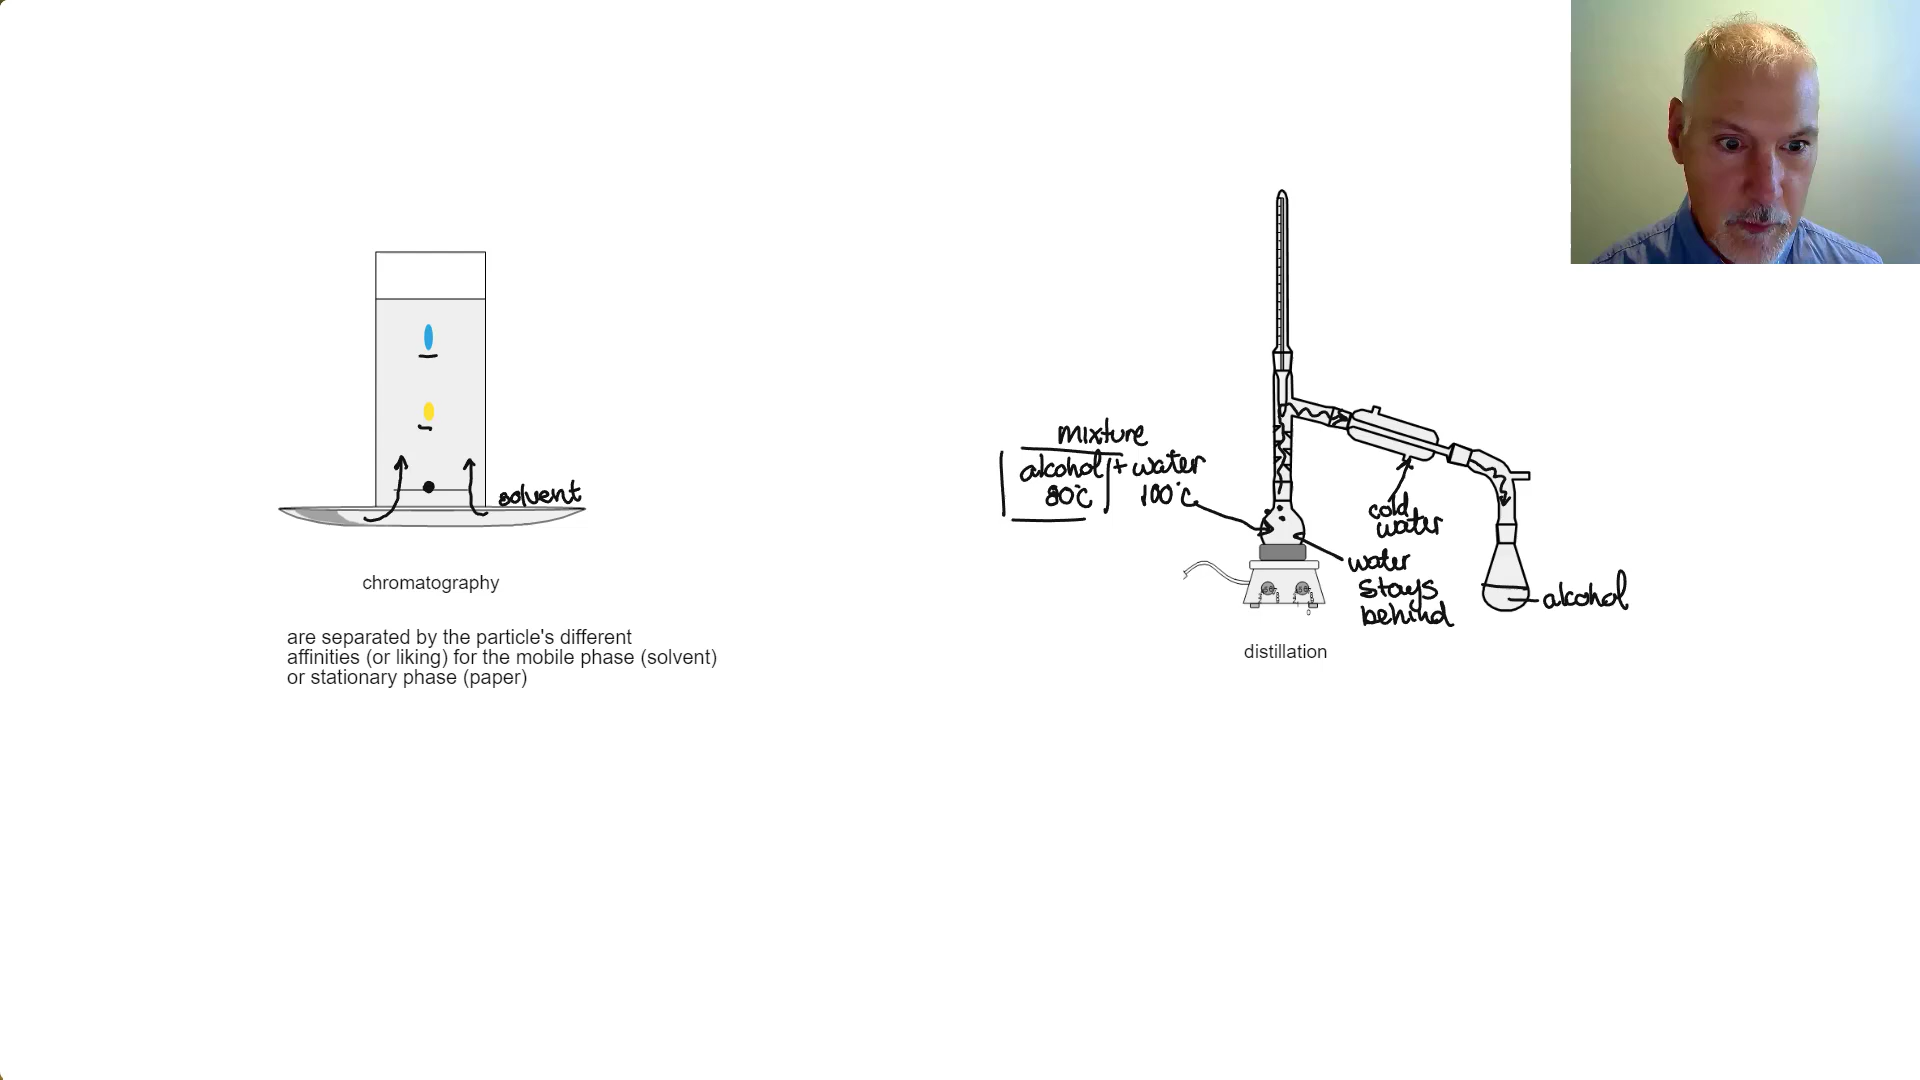 solvent
chromatography
are separated by the particle's different
affinities (or liking) for the mobile phase (solvent)
or stationary phase (paper)
mixture
alcohol + water
80°C 100°C
cold
water
water
stays
behind
alcohol
distillation